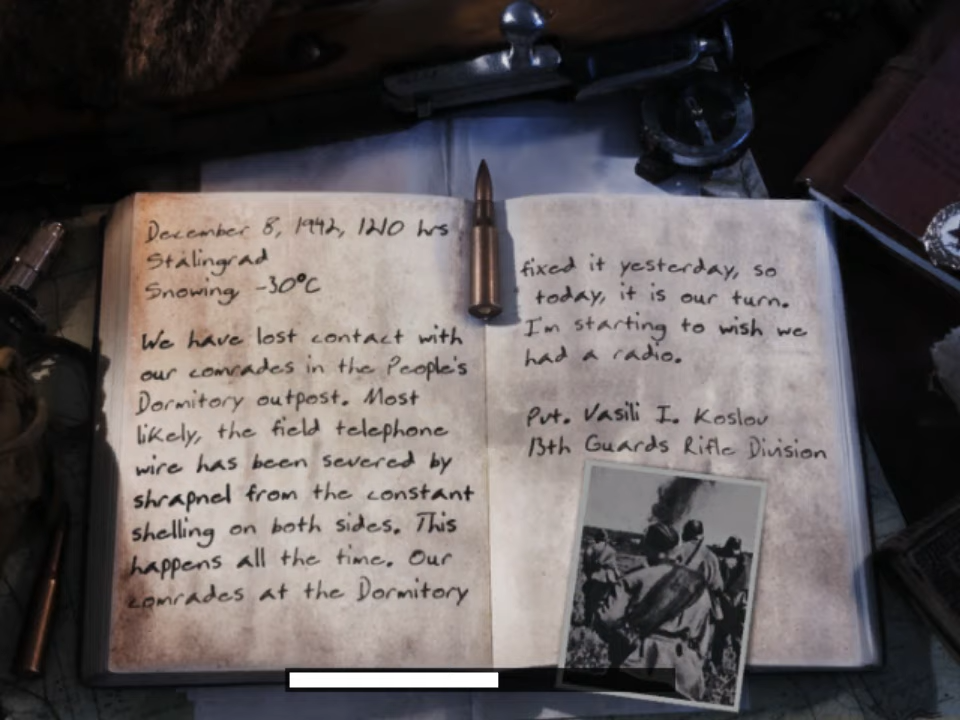 December 8, 1942, 1210 hrs
Stalingrad
Snowing, -30°C
We have lost contact with
our comrades in the People's
Dormitory outpost. Most
likely, the field telephone
wire has been severed by
shrapnel from the constant
shelling on both sides. This
happens all the time. Our
comrades at the Dormitory
fixed it yesterday, so
today, it is our turn.
I'm starting to wish we
had a radio.
Pvt. Vasili I. Koslov
13th Guards Rifle Division